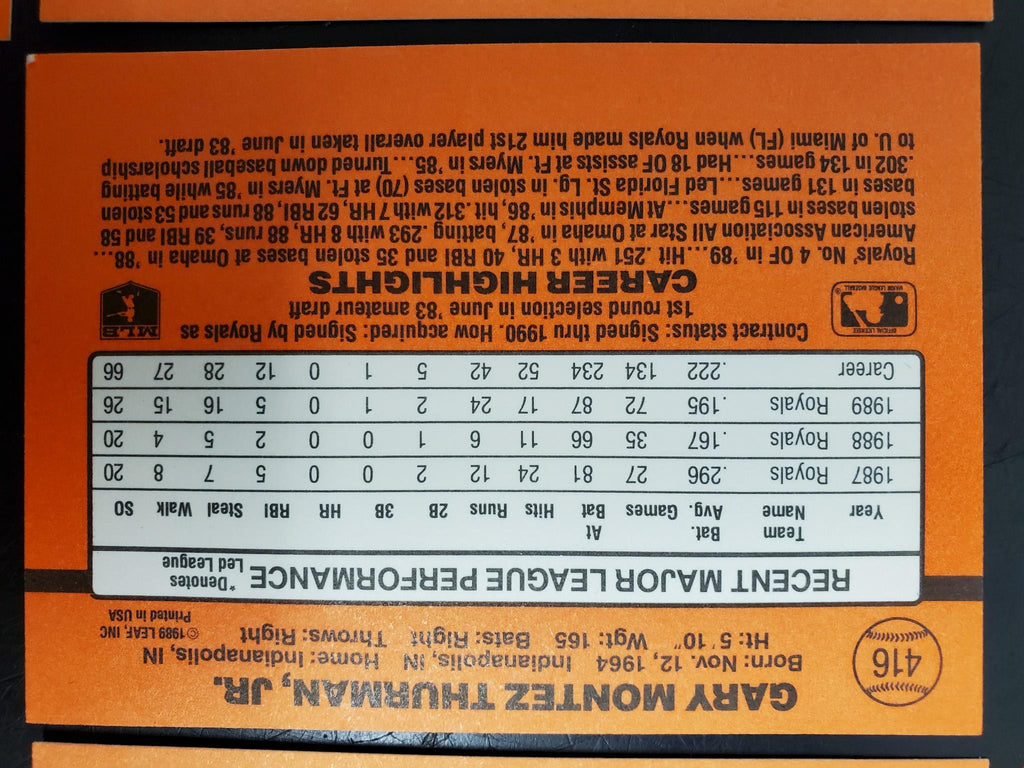 416
GARY MONTEZ THURMAN, JR.
Born: Nov. 12, 1964 Indianapolis, IN Home: Indianapolis, IN
Ht: 5' 10" Wgt: 165 Bats: Right Throws: Right
©1989 LEAF, INC
Printed in USA
RECENT MAJOR LEAGUE PERFORMANCE *Denotes Led League
Year Team Name Bat. Avg. Games At Bat Hits Runs 2B 3B HR RBI Steal Walk SO
1987 Royals .296 27 81 24 12 2 0 0 5 7 8 20
1988 Royals .167 35 66 11 6 1 0 0 2 5 4 20
1989 Royals .195 72 87 17 24 2 1 0 5 16 15 26
Career .222 134 234 52 42 5 1 0 12 28 27 66
Contract status: Signed thru 1990. How acquired: Signed by Royals as
1st round selection in June '83 amateur draft
OFFICIAL LICENSEE
MAJOR LEAGUE BASEBALL
MLB
CAREER HIGHLIGHTS
Royals' No. 4 OF in '89... Hit .251 with 3 HR, 40 RBI and 35 stolen bases at Omaha in '88...
American Association All Star at Omaha in '87, batting .293 with 8 HR, 88 runs, 39 RBI and 58
stolen bases in 115 games... At Memphis in '86, hit .312 with 7 HR, 62 RBI, 88 runs and 53 stolen
bases in 131 games... Led Florida St. Lg. in stolen bases (70) at Ft. Myers in '85 while batting
.302 in 134 games... Had 18 OF assists at Ft. Myers in '85... Turned down baseball scholarship
to U. of Miami (FL) when Royals made him 21st player overall taken in June '83 draft.